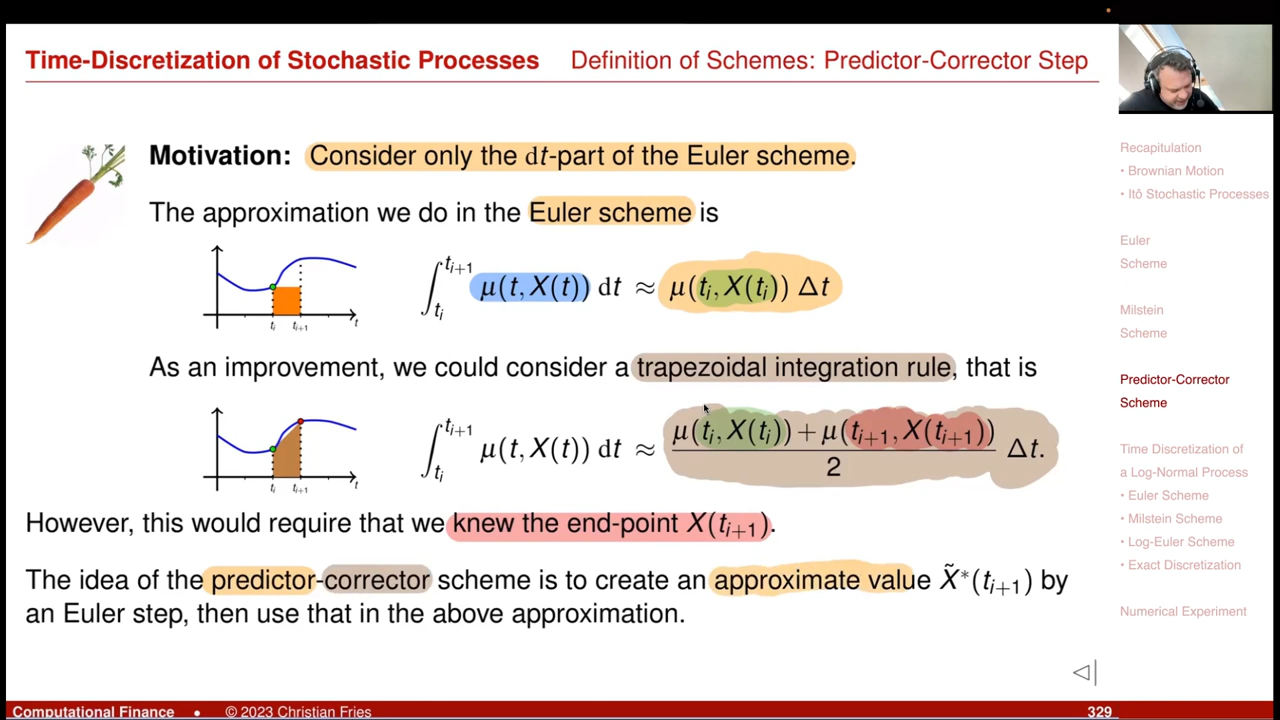 Time-Discretization of Stochastic Processes Definition of Schemes: Predictor-Corrector Step
Motivation: Consider only the dt-part of the Euler scheme.
The approximation we do in the Euler scheme is
t_i t_{i+1} t
∫_{t_i}^{t_{i+1}} μ(t, X(t)) dt ≈ μ(t_i, X(t_i)) Δt
As an improvement, we could consider a trapezoidal integration rule, that is
t_i t_{i+1} t
∫_{t_i}^{t_{i+1}} μ(t, X(t)) dt ≈ (μ(t_i, X(t_i)) + μ(t_{i+1}, X(t_{i+1})))/2 Δt.
However, this would require that we knew the end-point X(t_{i+1}).
The idea of the predictor-corrector scheme is to create an approximate value X̃*(t_{i+1}) by
an Euler step, then use that in the above approximation.
Recapitulation
• Brownian Motion
• Itô Stochastic Processes
Euler
Scheme
Milstein
Scheme
Predictor-Corrector
Scheme
Time Discretization of
a Log-Normal Process
• Euler Scheme
• Milstein Scheme
• Log-Euler Scheme
• Exact Discretization
Numerical Experiment
Computational Finance • © 2023 Christian Fries 329